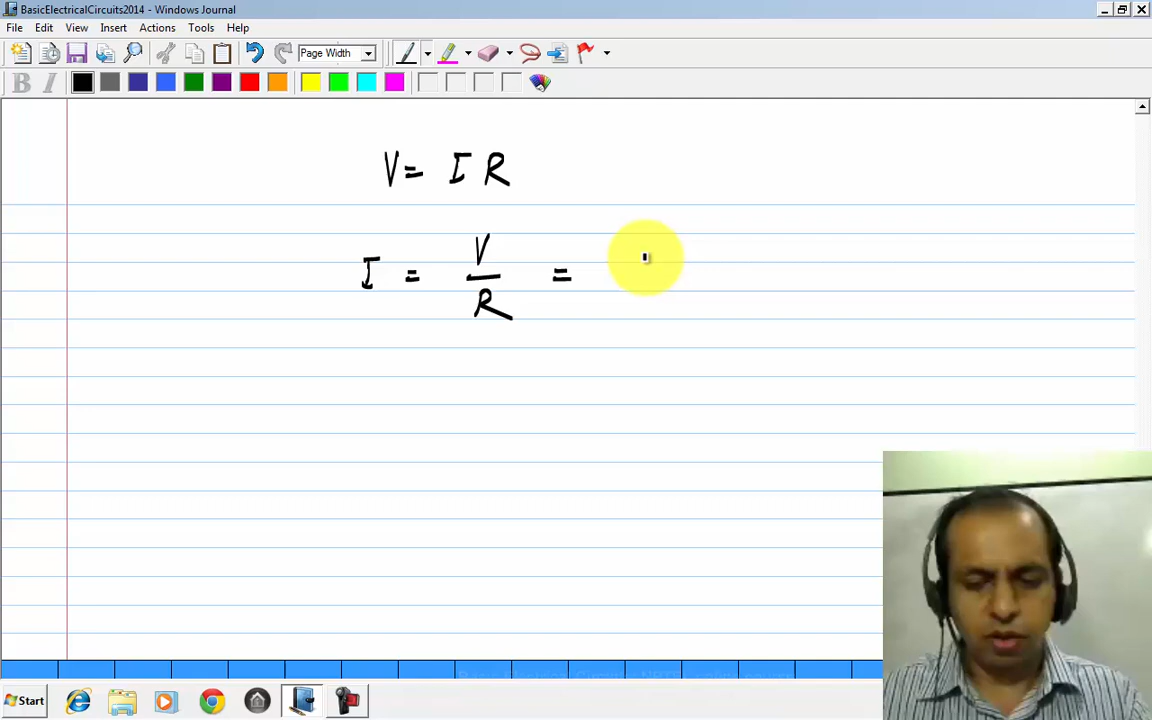 BasicElectricalCircuits2014 - Windows Journal
File Edit View Insert Actions Tools Help
Page Width
B I
V = I R
I = V/R =
Start